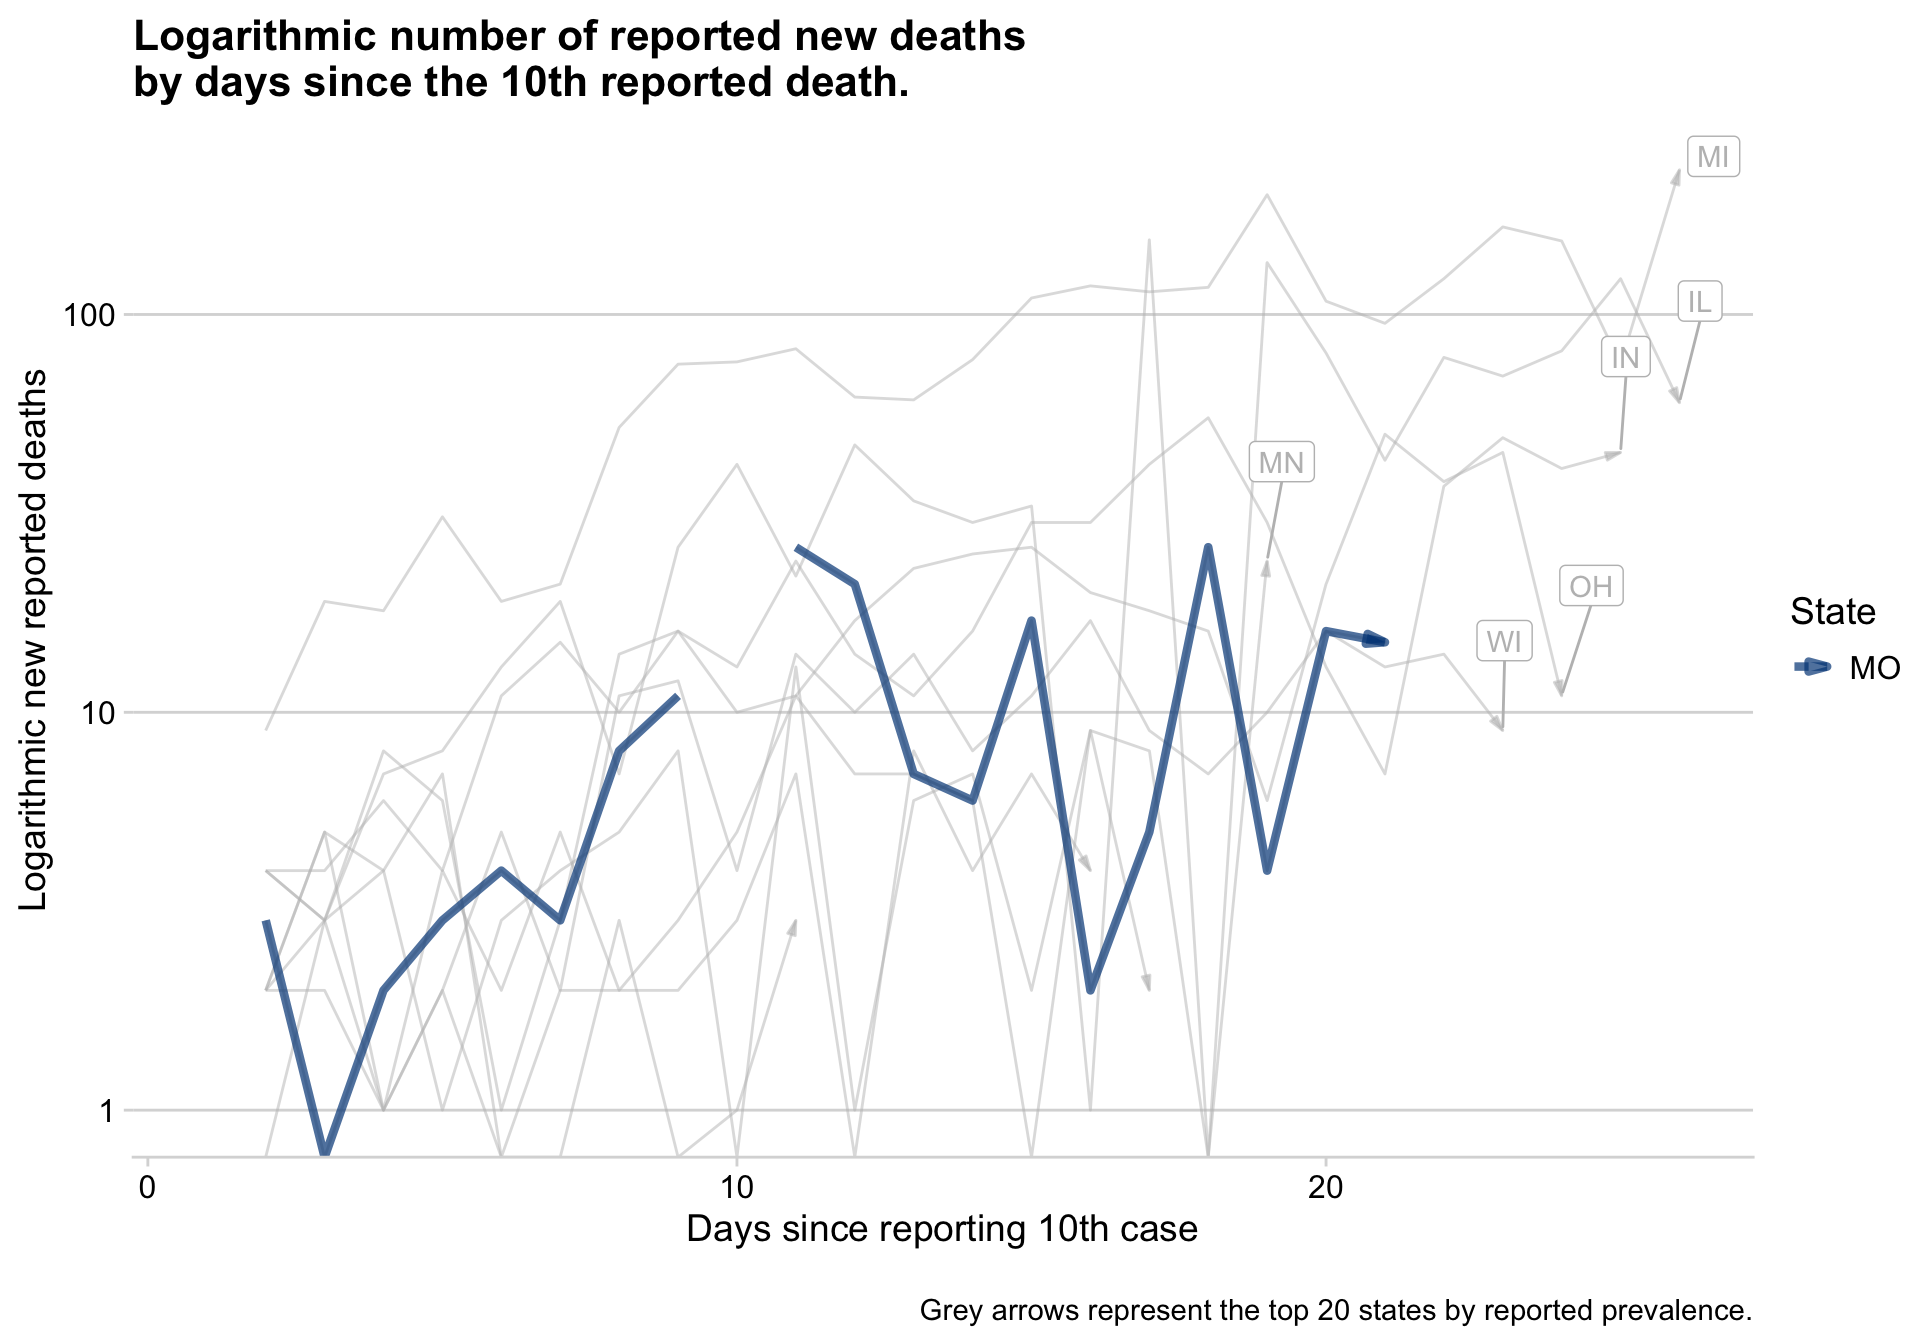 Logarithmic number of reported new deaths
by days since the 10th reported death.
MI
IL
100
IN
MN
OH
WI
10
1
Logarithmic new reported deaths
State
MO
0
10
20
Days since reporting 10th case
Grey arrows represent the top 20 states by reported prevalence.